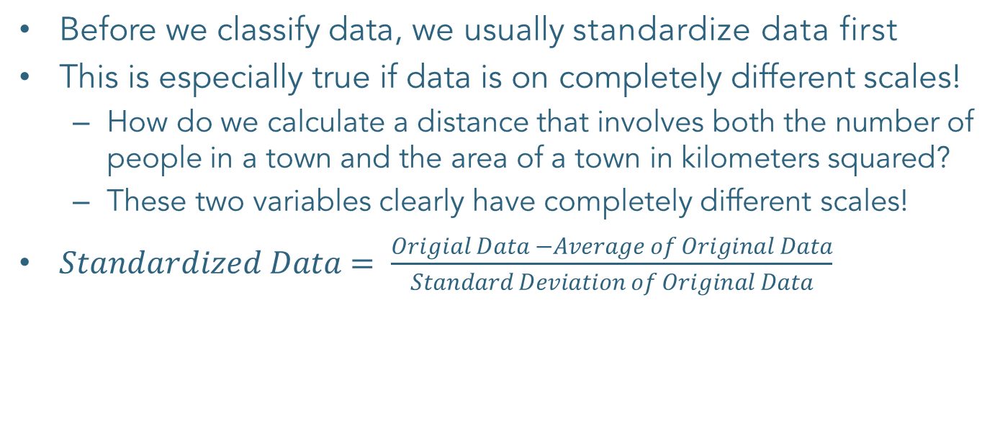 • Before we classify data, we usually standardize data first
• This is especially true if data is on completely different scales!
– How do we calculate a distance that involves both the number of
people in a town and the area of a town in kilometers squared?
– These two variables clearly have completely different scales!
• Standardized Data =
Origial Data −Average of Original Data
Standard Deviation of Original Data